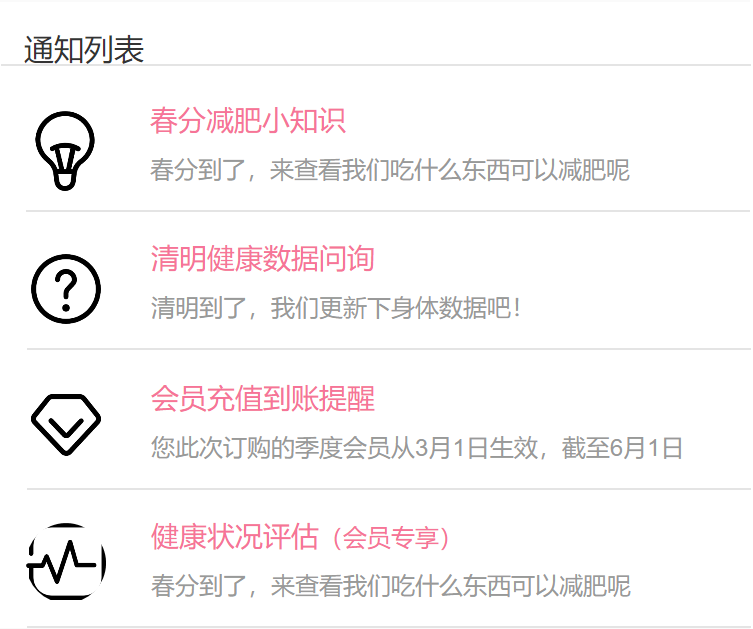 通知列表
春分减肥小知识
春分到了，来查看我们吃什么东西可以减肥呢
清明健康数据问询
清明到了，我们更新下身体数据吧！
会员充值到账提醒
您此次订购的季度会员从3月1日生效，截至6月1日
健康状况评估（会员专享）
春分到了，来查看我们吃什么东西可以减肥呢